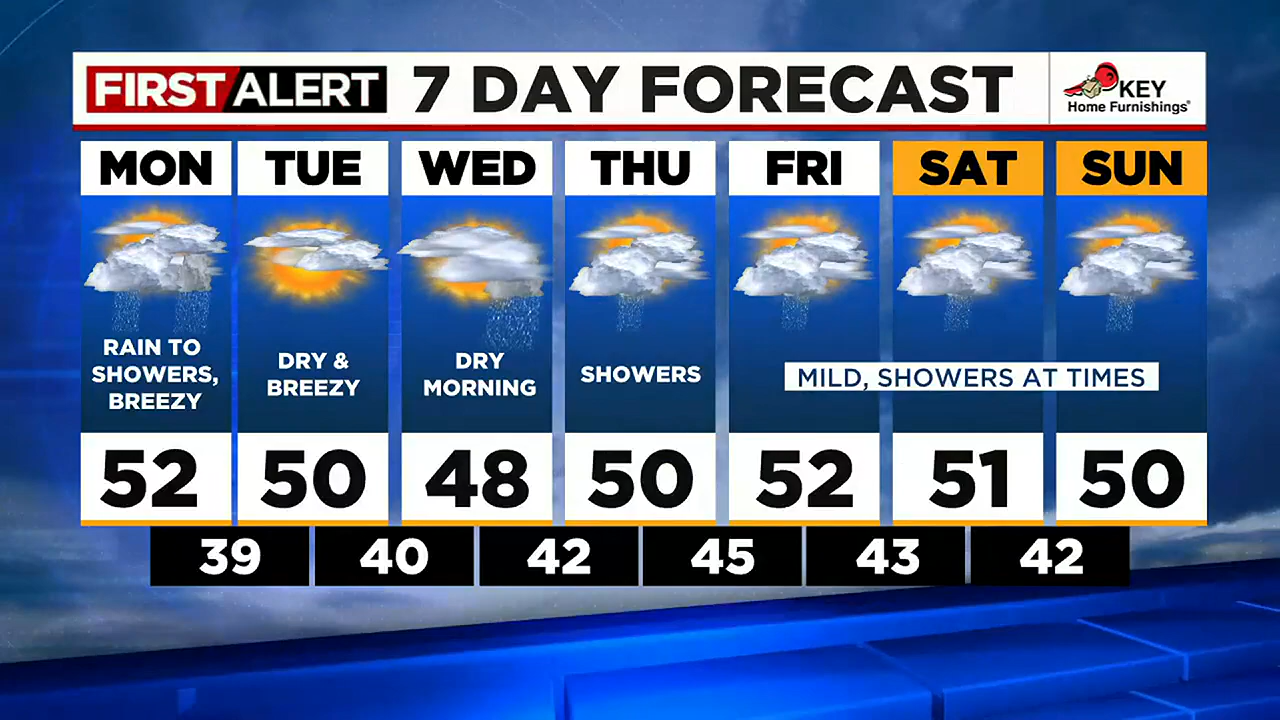 FIRST ALERT 7 DAY FORECAST
KEY
Home Furnishings®
MON TUE WED THU FRI SAT SUN
RAIN TO
SHOWERS,
BREEZY
DRY &
BREEZY
DRY
MORNING
SHOWERS
MILD, SHOWERS AT TIMES
52 50 48 50 52 51 50
39 40 42 45 43 42